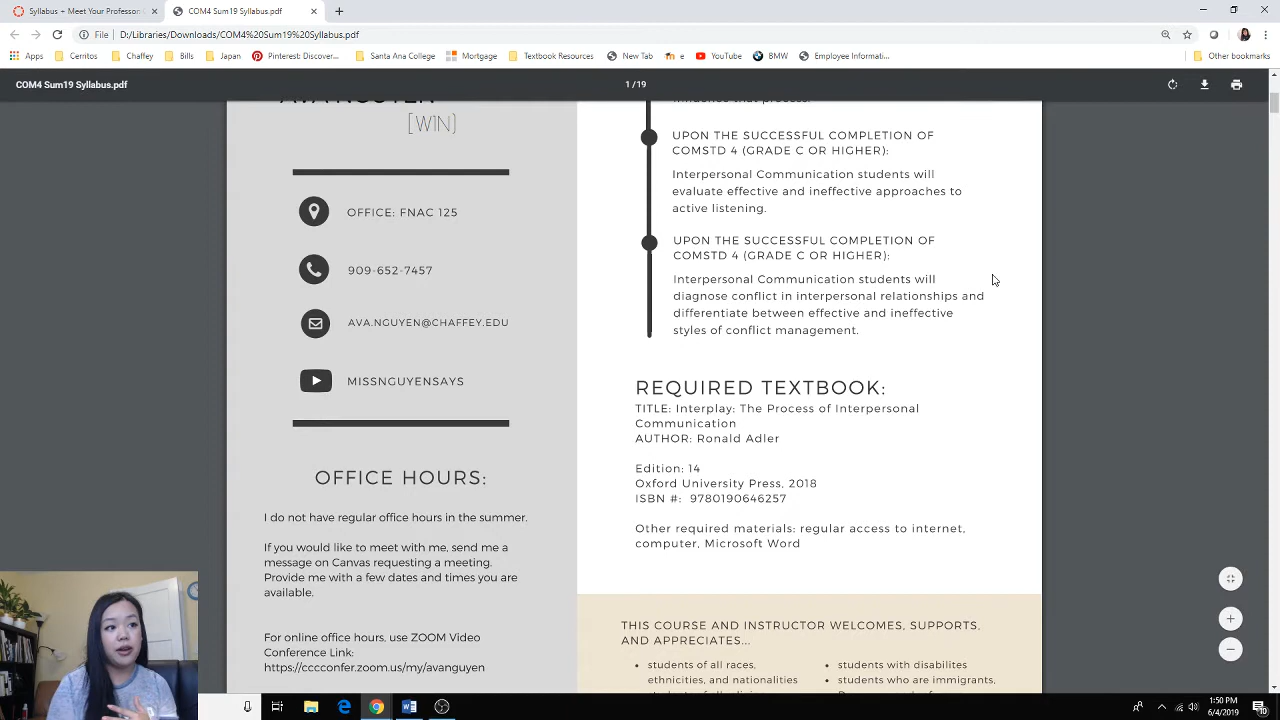 Syllabus + Meet Your Professor
COM4 Sum19 Syllabus.pdf
File
D:/Libraries/Downloads/COM4%20Sum19%20Syllabus.pdf
Apps
Cerritos
Chaffey
Bills
Japan
Pinterest: Discover...
Santa Ana College
Mortgage
Textbook Resources
New Tab
m e
YouTube
BMW
Employee Informati...
Other bookmarks
COM4 Sum19 Syllabus.pdf
1 / 19
AVA NGUYEN
[WIN]
OFFICE: FNAC 125
909-652-7457
AVA.NGUYEN@CHAFFEY.EDU
MISSNGUYENSAYS
OFFICE HOURS:
I do not have regular office hours in the summer.
If you would like to meet with me, send me a
message on Canvas requesting a meeting.
Provide me with a few dates and times you are
available.
For online office hours, use ZOOM Video
Conference Link:
https://cccconfer.zoom.us/my/avanguyen
influence that process.
UPON THE SUCCESSFUL COMPLETION OF
COMSTD 4 (GRADE C OR HIGHER):
Interpersonal Communication students will
evaluate effective and ineffective approaches to
active listening.
UPON THE SUCCESSFUL COMPLETION OF
COMSTD 4 (GRADE C OR HIGHER):
Interpersonal Communication students will
diagnose conflict in interpersonal relationships and
differentiate between effective and ineffective
styles of conflict management.
REQUIRED TEXTBOOK:
TITLE: Interplay: The Process of Interpersonal
Communication
AUTHOR: Ronald Adler
Edition: 14
Oxford University Press, 2018
ISBN #: 9780190646257
Other required materials: regular access to internet,
computer, Microsoft Word
THIS COURSE AND INSTRUCTOR WELCOMES, SUPPORTS,
AND APPRECIATES...
• students of all races,
ethnicities, and nationalities
• students with disabilites
• students who are immigrants,
1:50 PM
6/4/2019